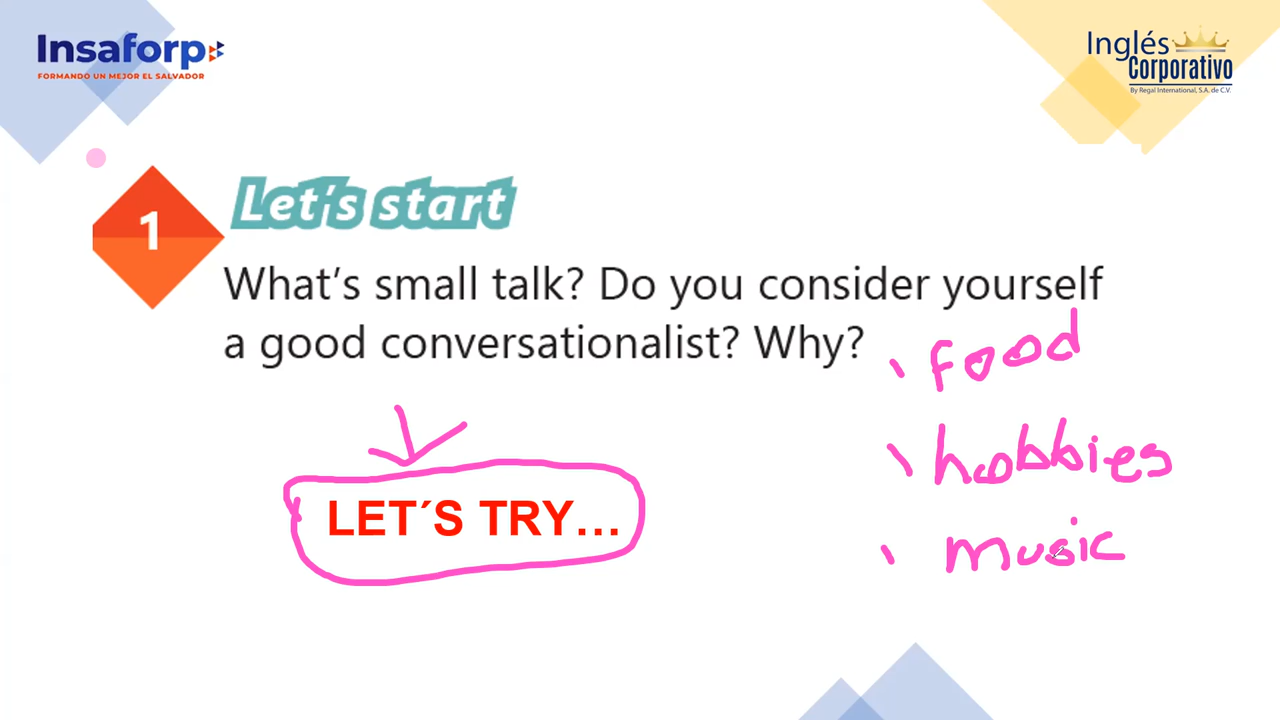 Insaforp
FORMANDO UN MEJOR EL SALVADOR
Inglés
Corporativo
By Regal International, S.A. de C.V.
1
Let's start
What's small talk? Do you consider yourself
a good conversationalist? Why?
food
hobbies
music
LET´S TRY...